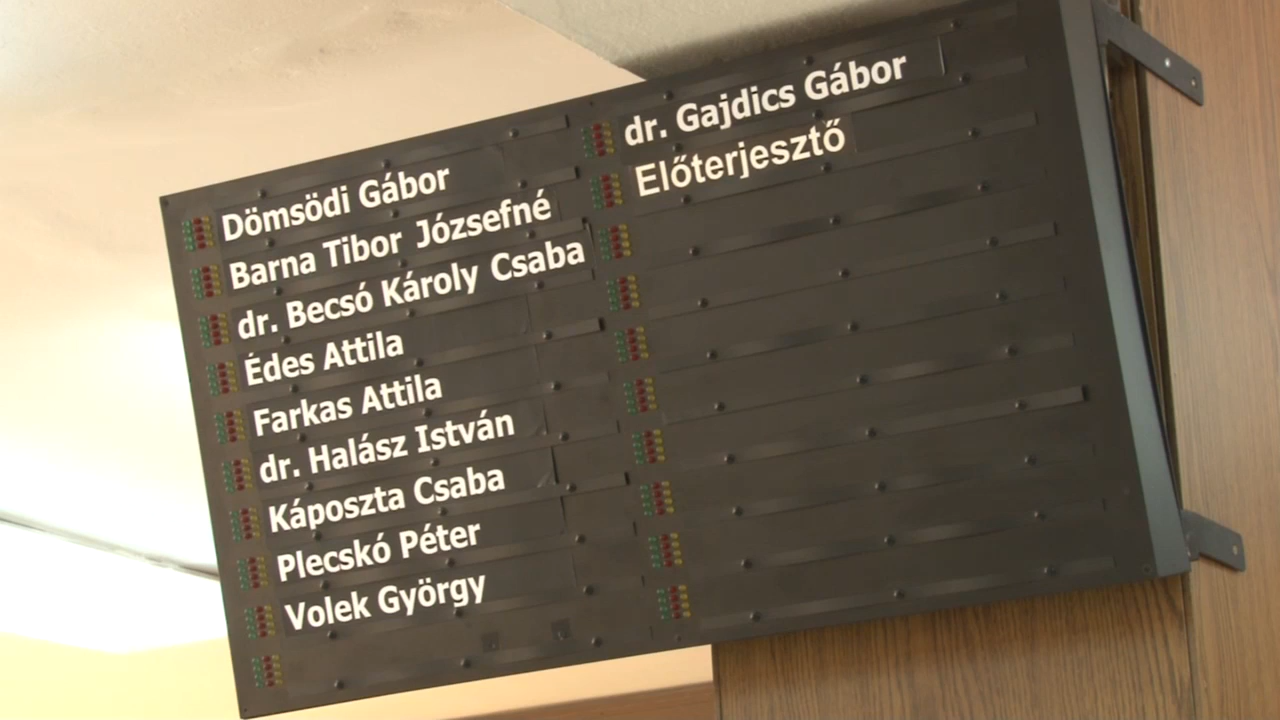 Dömsödi Gábor
Barna Tibor Józsefné
dr. Becsó Károly Csaba
Édes Attila
Farkas Attila
dr. Halász István
Káposzta Csaba
Plecskó Péter
Volek György
dr. Gajdics Gábor
Előterjesztő